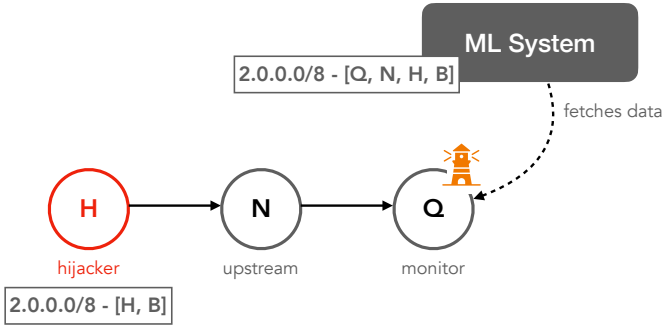 ML System
2.0.0.0/8 - [Q, N, H, B]
fetches data
H
N
Q
hijacker
upstream
monitor
2.0.0.0/8 - [H, B]